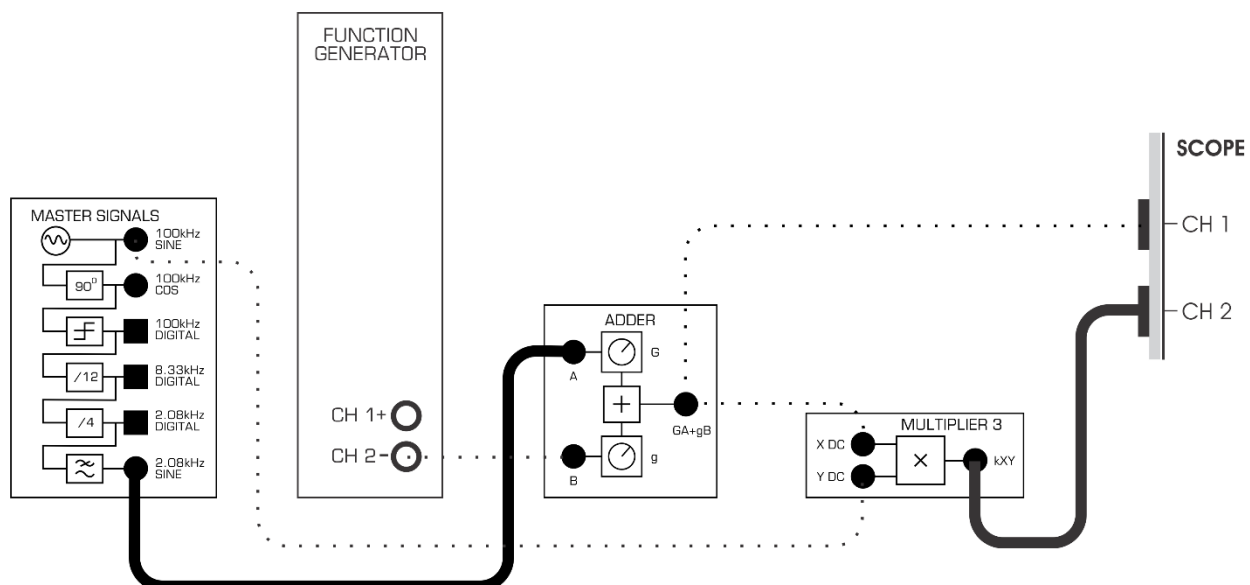 FUNCTION
GENERATOR
CH 1+
CH 2-
SCOPE
CH 1
CH 2
MASTER SIGNALS
100kHz
SINE
90°
100kHz
COS
100kHz
DIGITAL
/12
8.33kHz
DIGITAL
/4
2.08kHz
DIGITAL
2.08kHz
SINE
ADDER
G
A
+
GA+gB
B
g
MULTIPLIER 3
X DC
Y DC
×
kXY